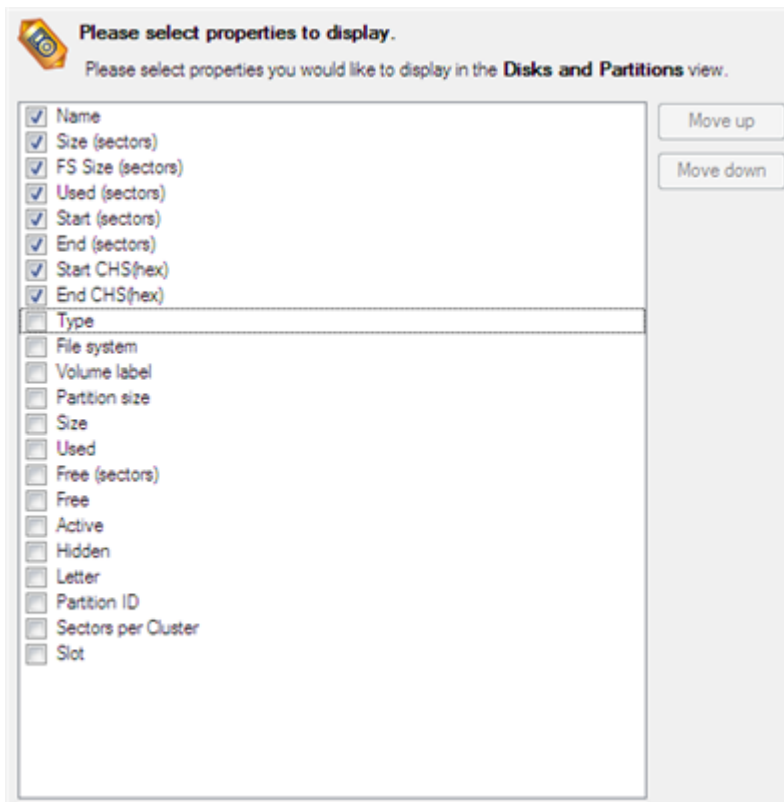 Please select properties to display.
Please select properties you would like to display in the Disks and Partitions view.
Name
Size (sectors)
FS Size (sectors)
Used (sectors)
Start (sectors)
End (sectors)
Start CHS(hex)
End CHS(hex)
Type
File system
Volume label
Partition size
Size
Used
Free (sectors)
Free
Active
Hidden
Letter
Partition ID
Sectors per Cluster
Slot
Move up
Move down